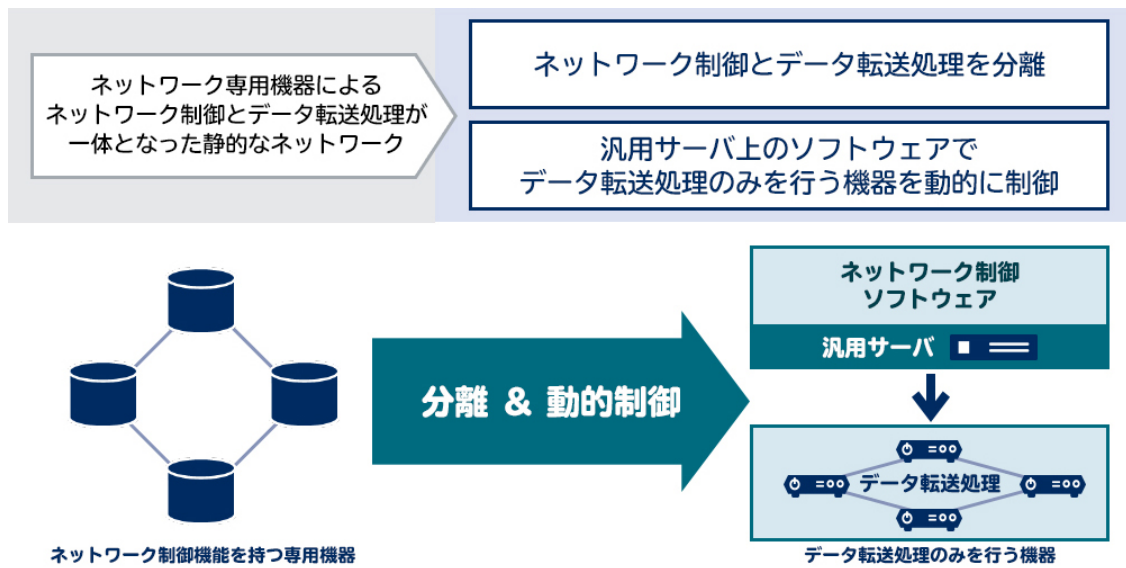 ネットワーク専用機器による
ネットワーク制御とデータ転送処理が
一体となった静的なネットワーク
ネットワーク制御とデータ転送処理を分離
汎用サーバ上のソフトウェアで
データ転送処理のみを行う機器を動的に制御
ネットワーク制御機能を持つ専用機器
分離 & 動的制御
ネットワーク制御
ソフトウェア
汎用サーバ
データ転送処理
データ転送処理のみを行う機器